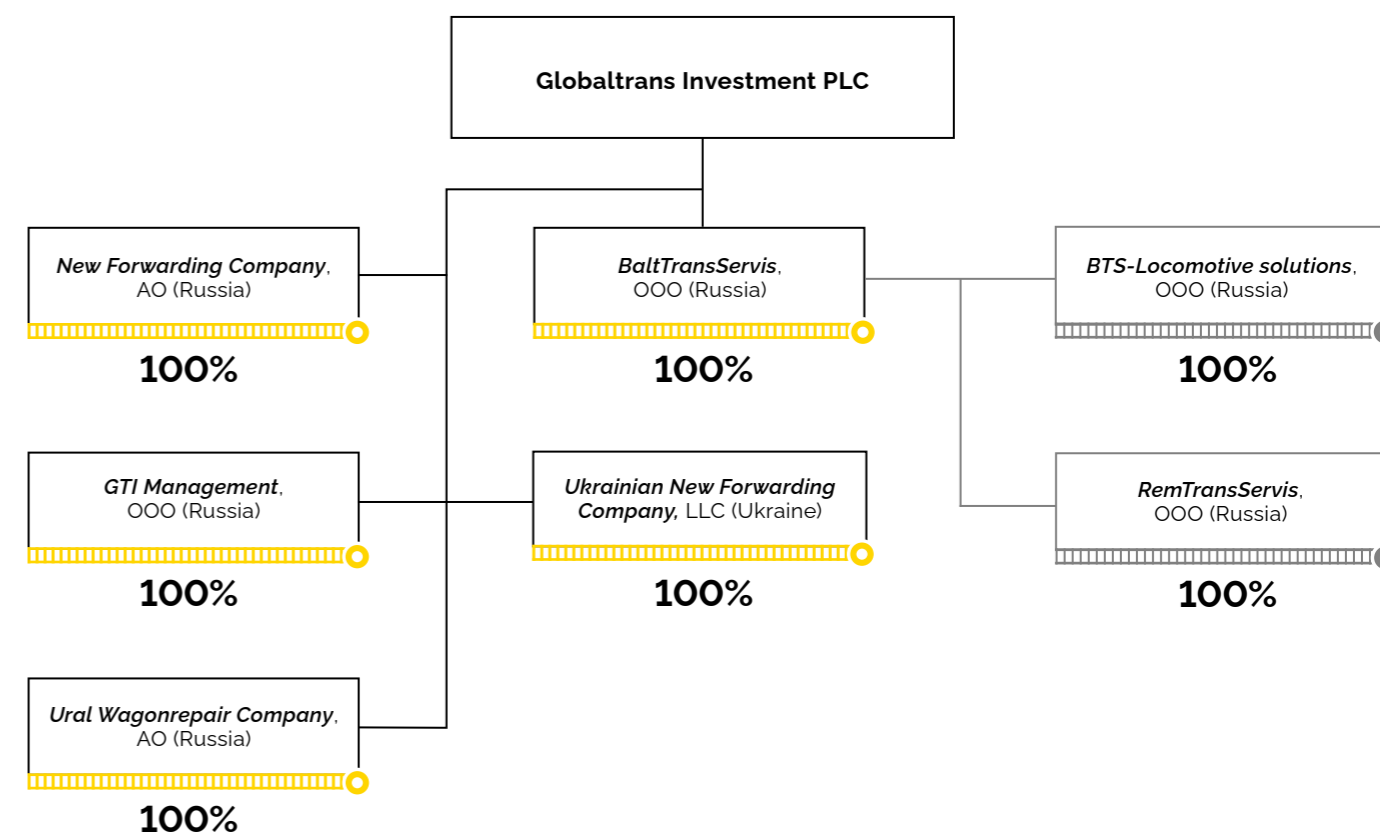 Globaltrans Investment PLC
New Forwarding Company,
AO (Russia)
100%
BaltTransServis,
OOO (Russia)
100%
BTS-Locomotive solutions,
OOO (Russia)
100%
GTI Management,
OOO (Russia)
100%
Ukrainian New Forwarding
Company, LLC (Ukraine)
100%
RemTransServis,
OOO (Russia)
100%
Ural Wagonrepair Company,
AO (Russia)
100%